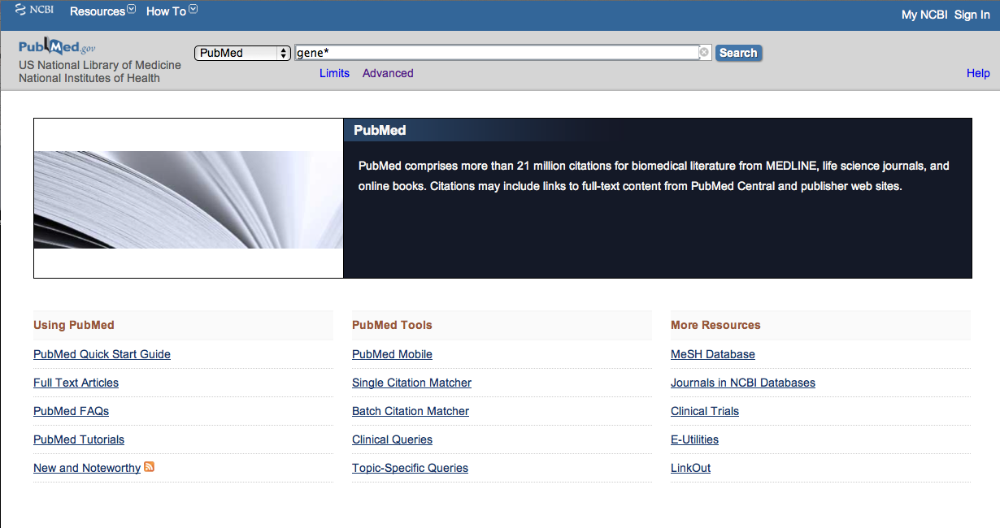 NCBI Resources How To My NCBI Sign In
PubMed.gov
US National Library of Medicine
National Institutes of Health
PubMed gene* Search
Limits Advanced Help
PubMed
PubMed comprises more than 21 million citations for biomedical literature from MEDLINE, life science journals, and
online books. Citations may include links to full-text content from PubMed Central and publisher web sites.
Using PubMed
PubMed Quick Start Guide
Full Text Articles
PubMed FAQs
PubMed Tutorials
New and Noteworthy
PubMed Tools
PubMed Mobile
Single Citation Matcher
Batch Citation Matcher
Clinical Queries
Topic-Specific Queries
More Resources
MeSH Database
Journals in NCBI Databases
Clinical Trials
E-Utilities
LinkOut